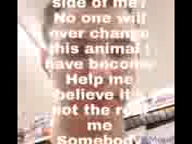 side of me?
No one will
ever change
this animal I
have become
Help me
believe it's
not the real
me
Somebody